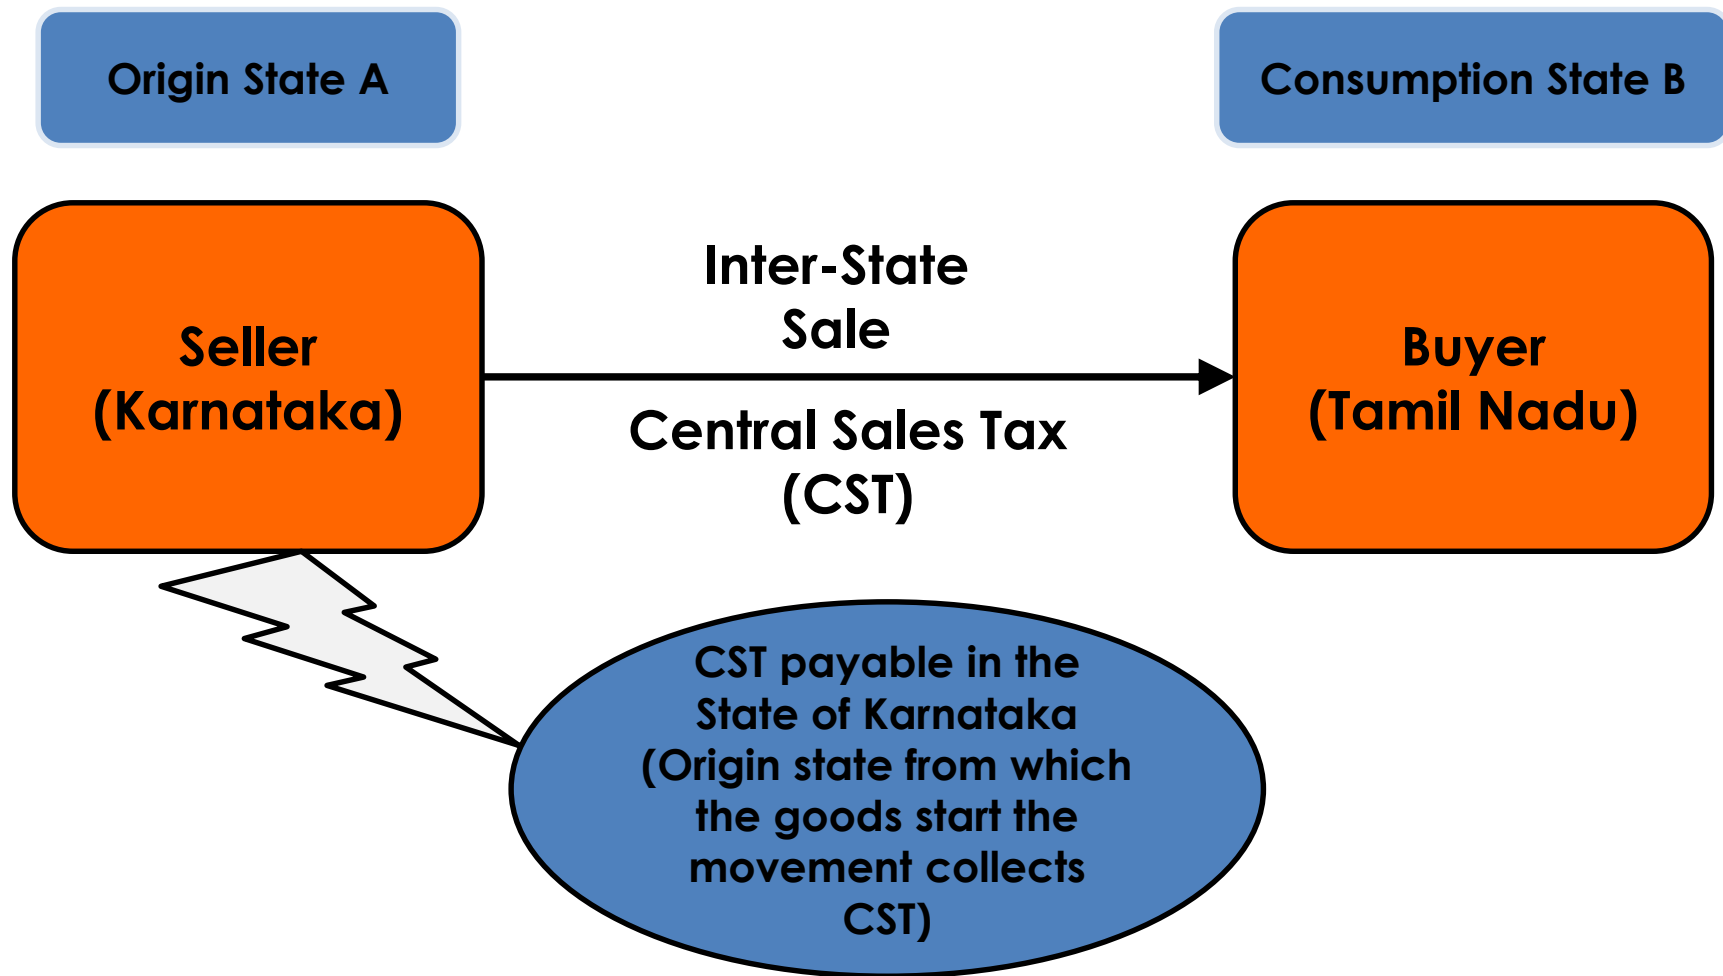 Origin State A
Consumption State B
Seller
(Karnataka)
Inter-State
Sale
Central Sales Tax
(CST)
Buyer
(Tamil Nadu)
CST payable in the
State of Karnataka
(Origin state from which
the goods start the
movement collects
CST)